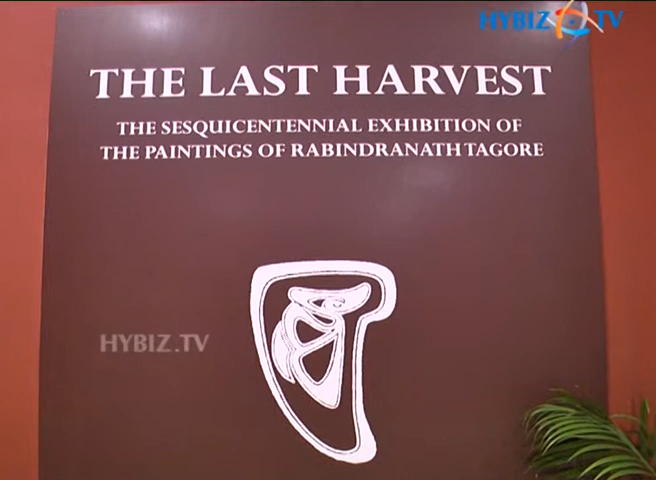 HYBIZ TV
THE LAST HARVEST
THE SESQUICENTENNIAL EXHIBITION OF
THE PAINTINGS OF RABINDRANATH TAGORE
HYBIZ.TV